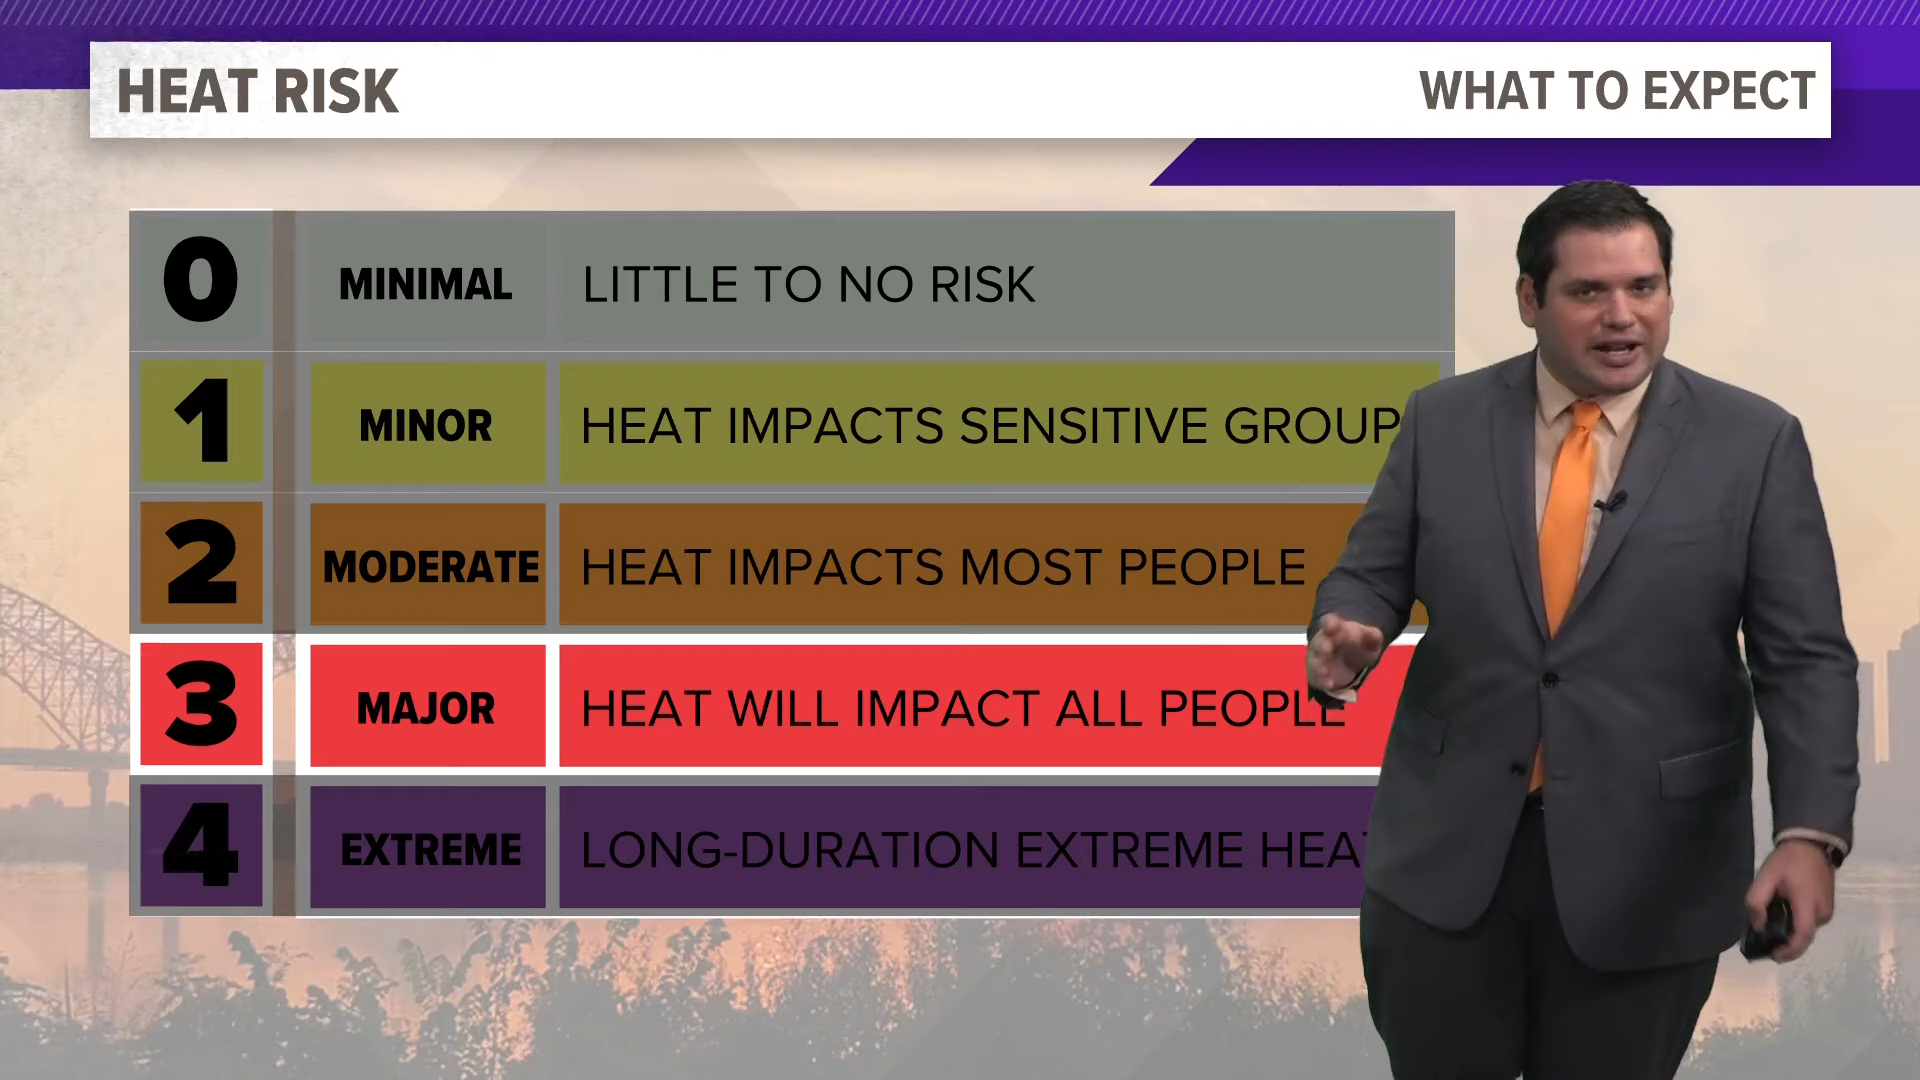 HEAT RISK
WHAT TO EXPECT
0 MINIMAL LITTLE TO NO RISK
1 MINOR HEAT IMPACTS SENSITIVE GROUP
2 MODERATE HEAT IMPACTS MOST PEOPLE
3 MAJOR HEAT WILL IMPACT ALL PEOPLE
4 EXTREME LONG-DURATION EXTREME HEAT